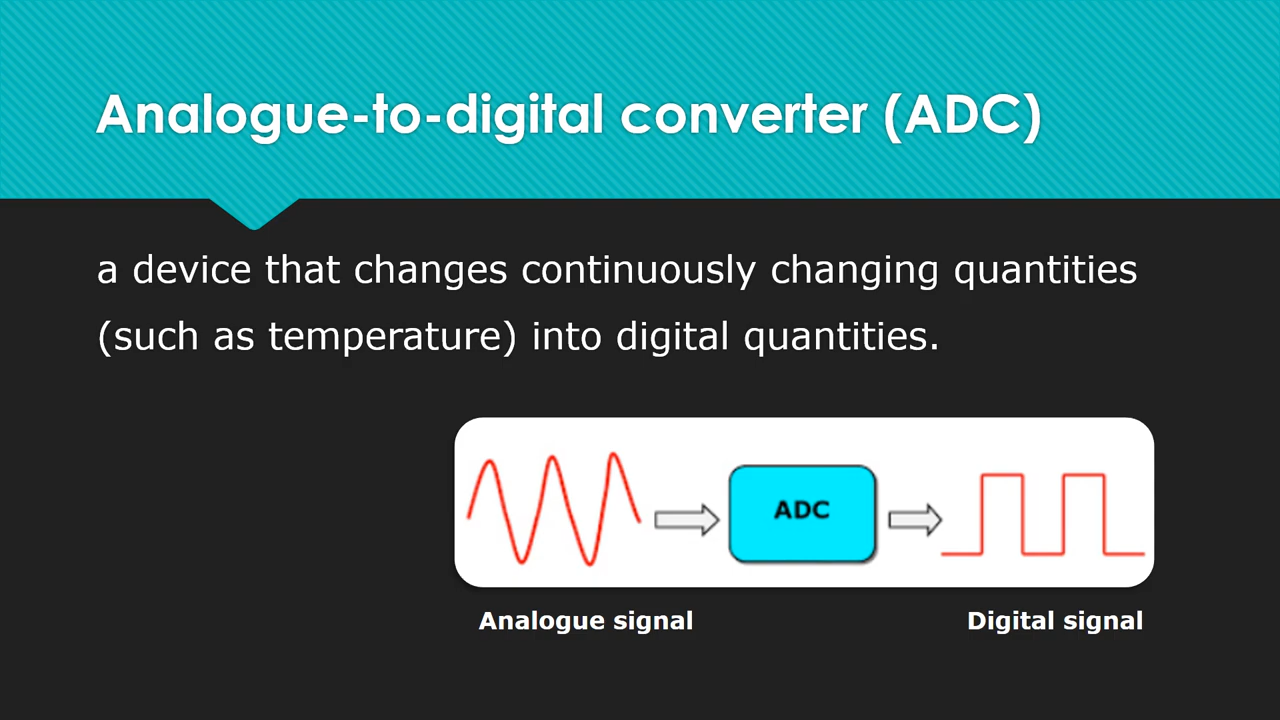 Analogue-to-digital converter (ADC)
a device that changes continuously changing quantities
(such as temperature) into digital quantities.
ADC
Analogue signal
Digital signal